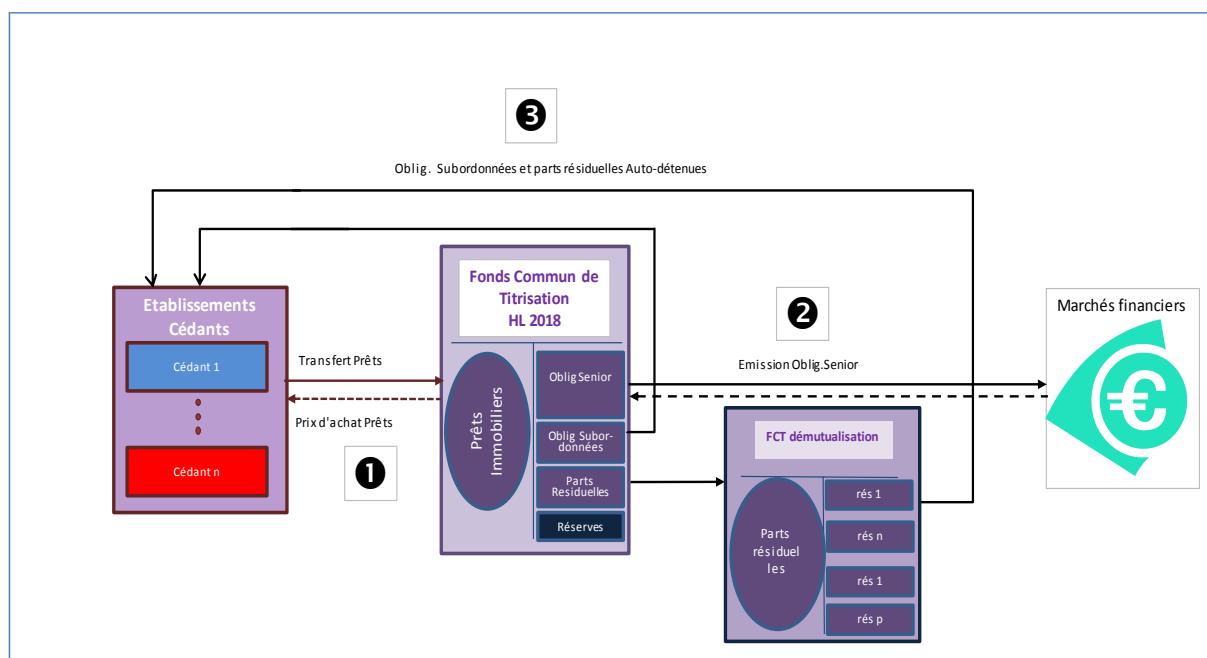 ❸
Oblig. Subordonnées et parts résiduelles Auto-détenues
Etablissements
Cédants
Cédant 1
Cédant n
Transfert Prêts
Prix d'achat Prêts
❶
Fonds Commun de
Titrisation
HL 2018
Prêts
Immobiliers
Oblig Senior
Oblig Subor-
données
Parts
Residuelles
Réserves
❷
Emission Oblig.Senior
FCT démutualisation
Parts
résiduel
les
rés 1
rés n
rés 1
rés p
Marchés financiers
€